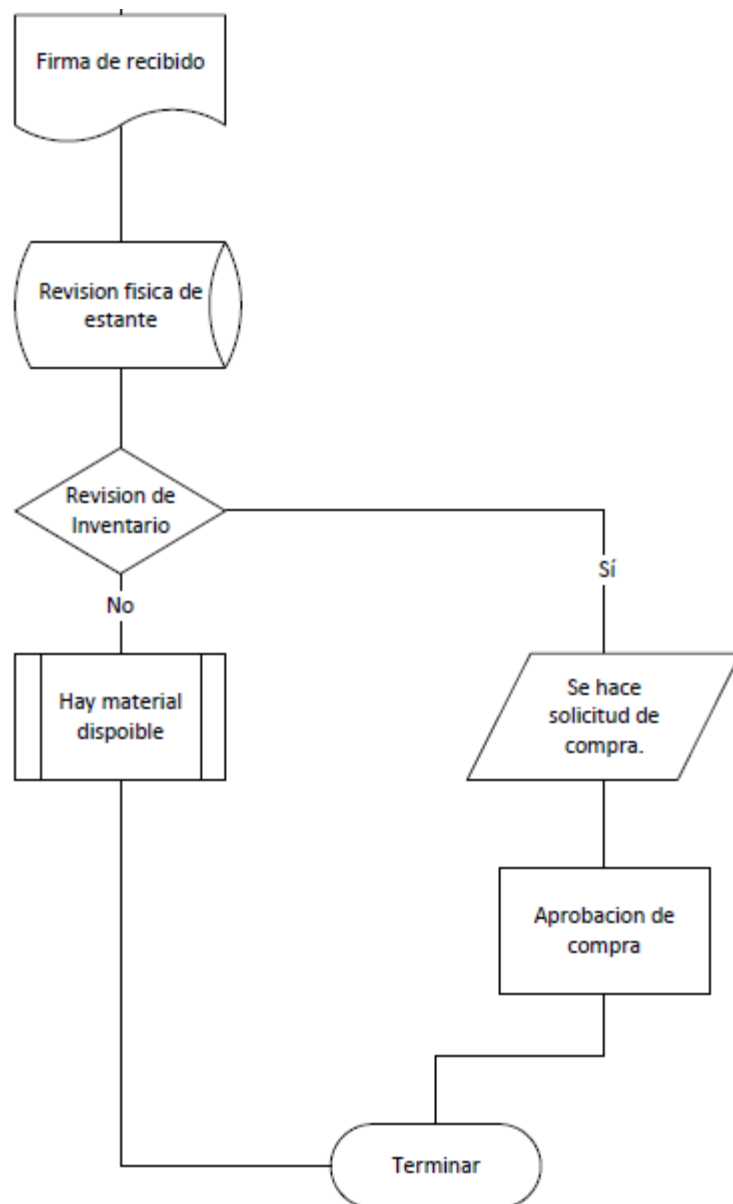 Firma de recibido
Revision fisica de
estante
Revision de
Inventario
Sí
No
Hay material
dispoible
Se hace
solicitud de
compra.
Aprobacion de
compra
Terminar